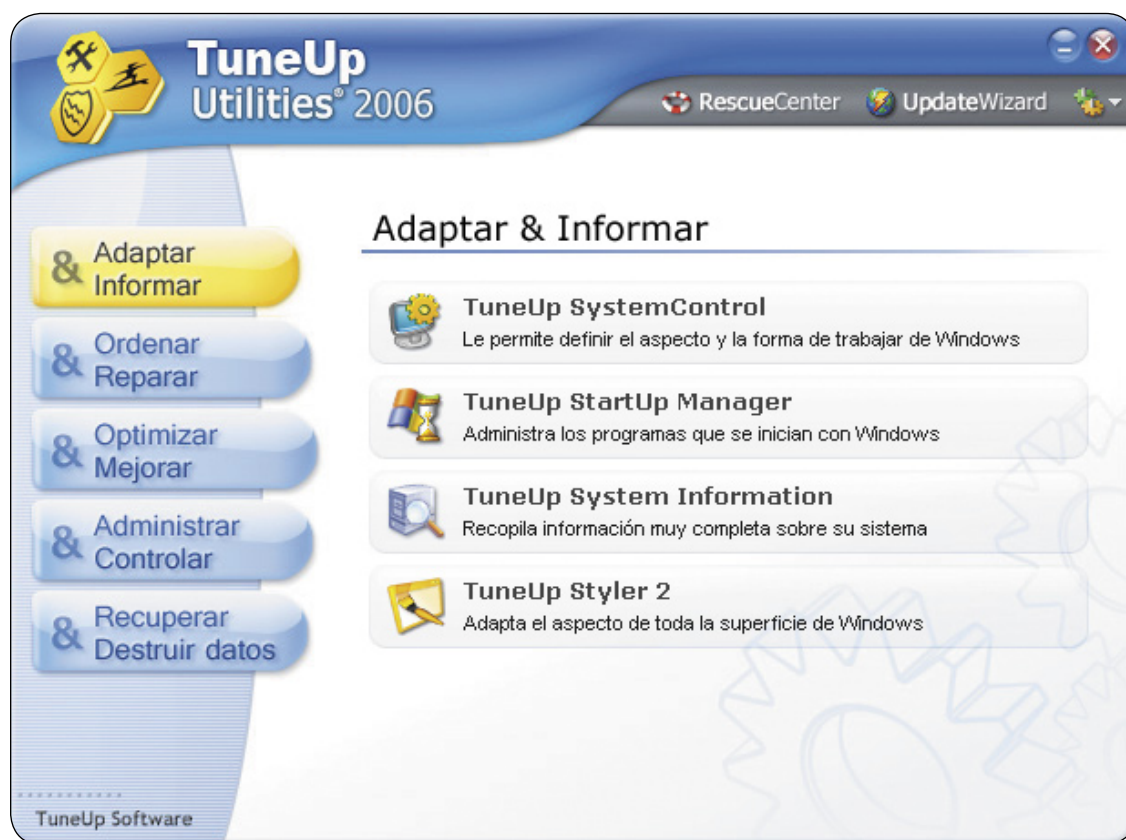 TuneUp
Utilities® 2006
RescueCenter
UpdateWizard
& Adaptar
Informar
& Ordenar
Reparar
& Optimizar
Mejorar
& Administrar
Controlar
& Recuperar
Destruir datos
Adaptar & Informar
TuneUp SystemControl
Le permite definir el aspecto y la forma de trabajar de Windows
TuneUp StartUp Manager
Administra los programas que se inician con Windows
TuneUp System Information
Recopila información muy completa sobre su sistema
TuneUp Styler 2
Adapta el aspecto de toda la superficie de Windows
TuneUp Software